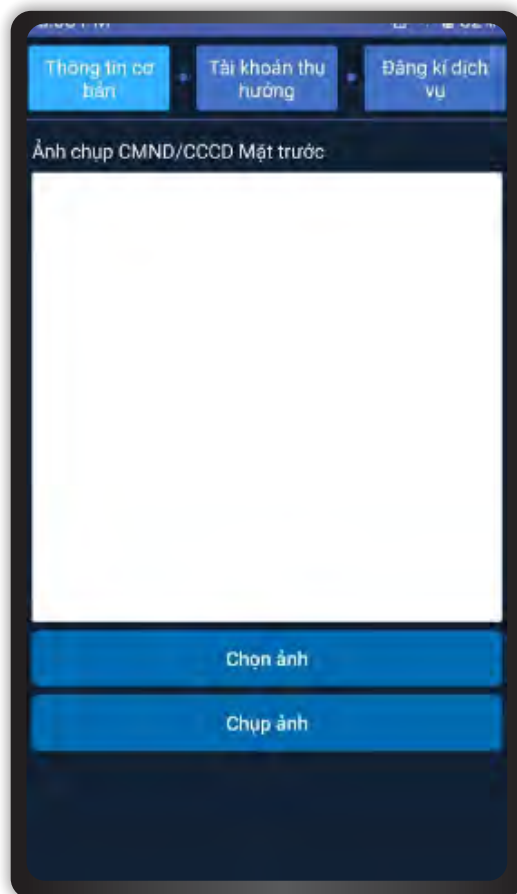 Thông tin cơ
bản
Tài khoản thụ
hưởng
Đăng kí dịch
vụ
Ảnh chụp CMND/CCCD Mặt trước
Chọn ảnh
Chụp ảnh